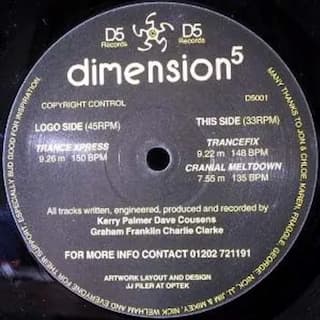 D5
Records
D5
Records
dimension5
COPYRIGHT CONTROL
D5001
LOGO SIDE (45RPM)
TRANCE XPRESS
9.26 m 150 BPM
THIS SIDE (33RPM)
TRANCEFIX
9.22 m 148 BPM
CRANIAL MELTDOWN
7.55 m 135 BPM
All tracks written, engineered, produced and recorded by
Kerry Palmer Dave Cousens
Graham Franklin Charlie Clarke
FOR MORE INFO CONTACT 01202 721191
ARTWORK LAYOUT AND DESIGN
JJ PILER AT OPTEK
MANY THANKS TO JON & CHLOE, KAREN, FRAGGLE, GEORGE, NICK, JJ, JIM & MIKEY, NICK WELHAM AND EVERYONE FOR THEIR SUPPORT ESPECIALLY BUD GOOD FOR INSPIRATION.